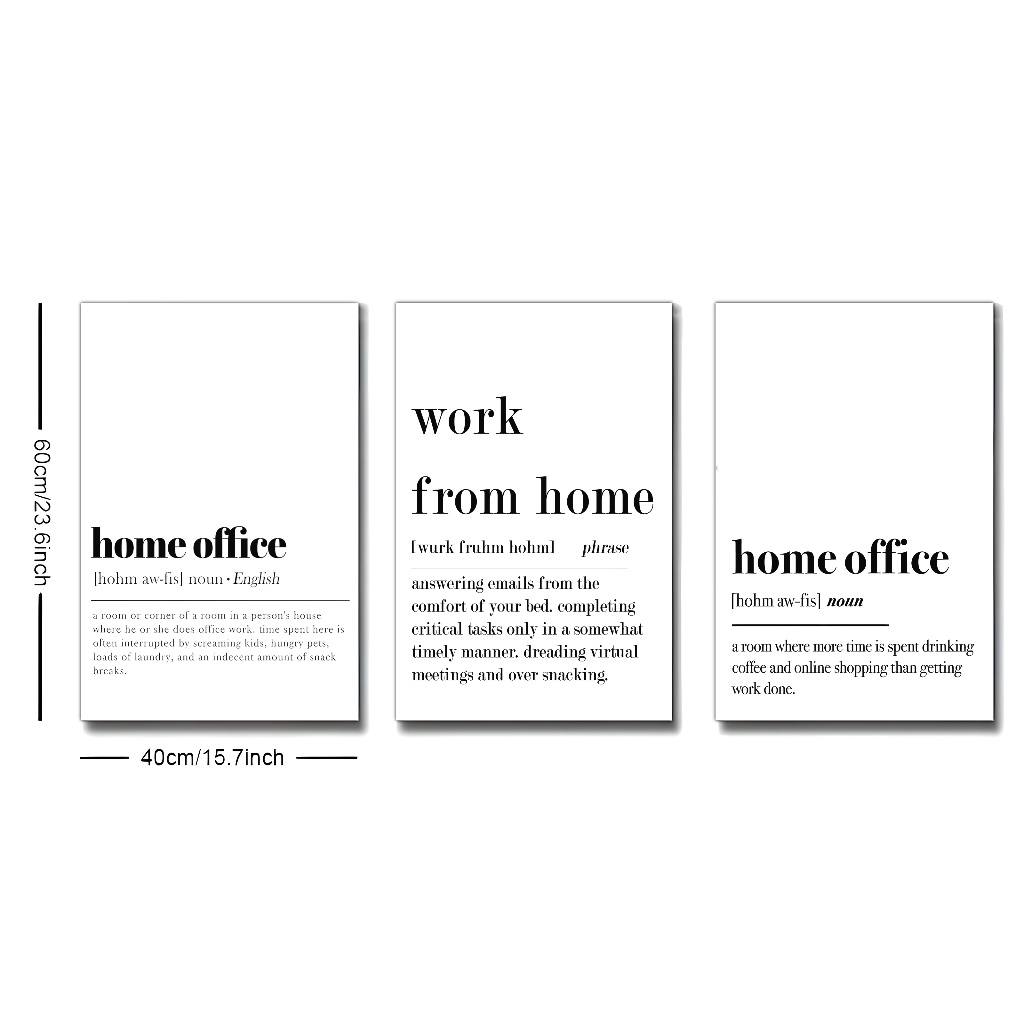 60cm/23.6inch
home office
[hohm aw-fis] noun • English
a room or corner of a room in a person's house
where he or she does office work. time spent here is
often interrupted by screaming kids, hungry pets,
loads of laundry, and an indecent amount of snack
breaks.
40cm/15.7inch
work
from home
[wurk fruhm hohm] phrase
answering emails from the
comfort of your bed. completing
critical tasks only in a somewhat
timely manner. dreading virtual
meetings and over snacking.
home office
[hohm aw-fis] noun
a room where more time is spent drinking
coffee and online shopping than getting
work done.